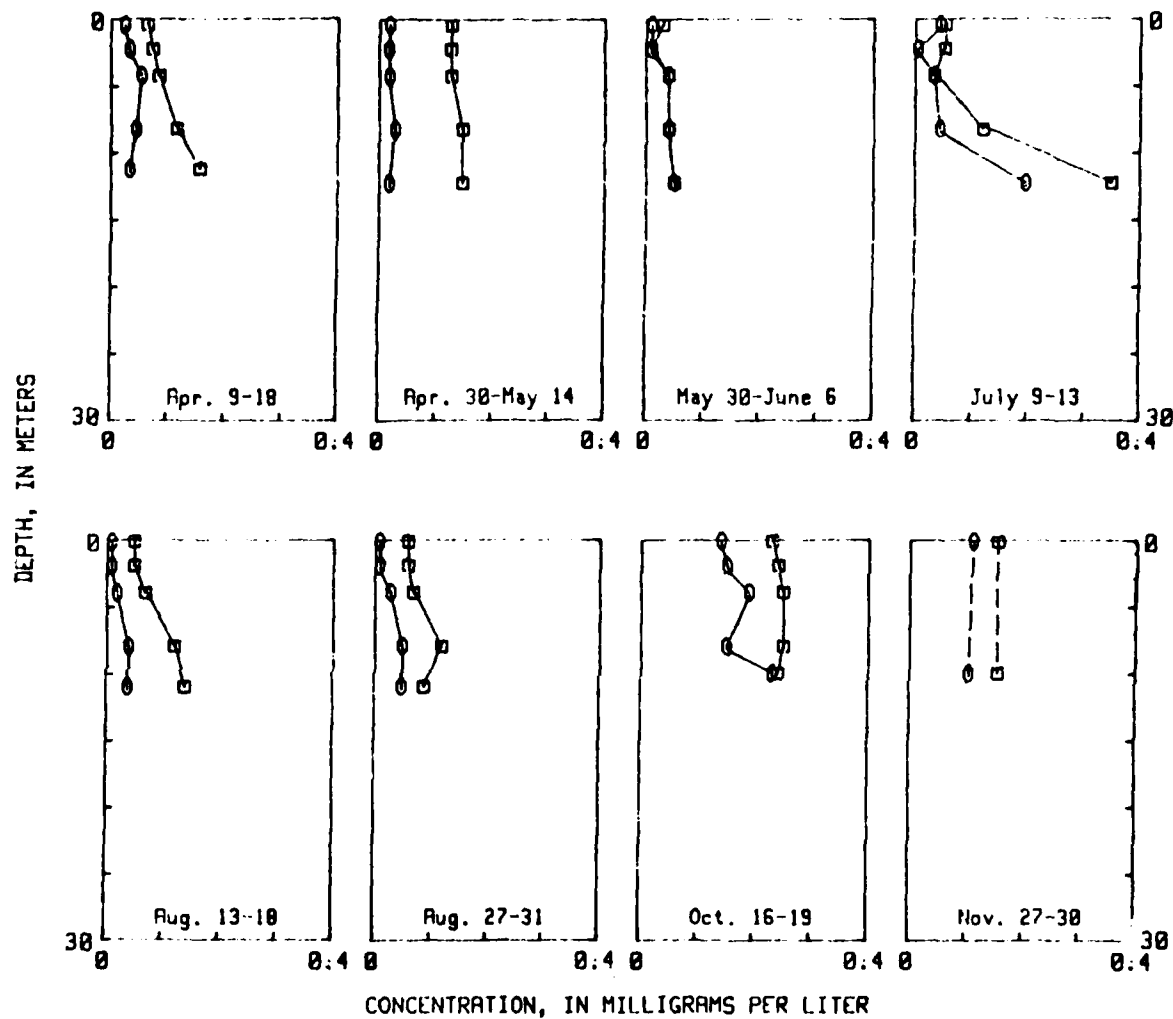 0 0
DEPTH, IN METERS
Apr. 9-18 Apr. 30-May 14 May 30-June 6 July 9-13
30 30
0 0:4 0 0:4 0 0:4 0 0:4
0 0
Aug. 13-18 Aug. 27-31 Oct. 16-19 Nov. 27-30
30 30
0 0:4 0 0:4 0 0:4 0 0:4
CONCENTRATION, IN MILLIGRAMS PER LITER